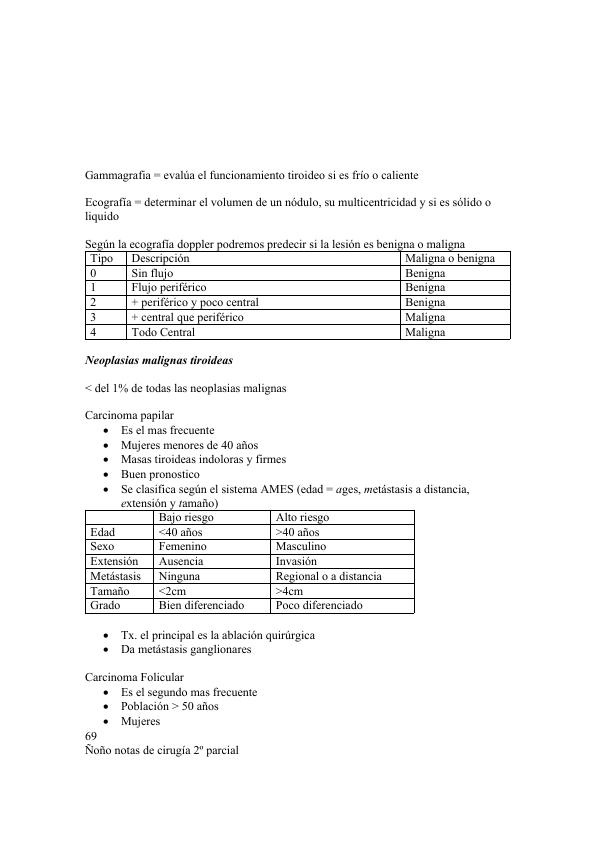 Gammagrafía = evalúa el funcionamiento tiroideo si es frío o caliente
Ecografía = determinar el volumen de un nódulo, su multicentricidad y si es sólido o
liquido
Según la ecografía doppler podremos predecir si la lesión es benigna o maligna
Tipo Descripción Maligna o benigna
0 Sin flujo Benigna
1 Flujo periférico Benigna
2 + periférico y poco central Benigna
3 + central que periférico Maligna
4 Todo Central Maligna
Neoplasias malignas tiroideas
< del 1% de todas las neoplasias malignas
Carcinoma papilar
• Es el mas frecuente
• Mujeres menores de 40 años
• Masas tiroideas indoloras y firmes
• Buen pronostico
• Se clasifica según el sistema AMES (edad = ages, metástasis a distancia,
extensión y tamaño)
Bajo riesgo Alto riesgo
Edad <40 años >40 años
Sexo Femenino Masculino
Extensión Ausencia Invasión
Metástasis Ninguna Regional o a distancia
Tamaño <2cm >4cm
Grado Bien diferenciado Poco diferenciado
• Tx. el principal es la ablación quirúrgica
• Da metástasis ganglionares
Carcinoma Folicular
• Es el segundo mas frecuente
• Población > 50 años
• Mujeres
69
Ñoño notas de cirugía 2º parcial